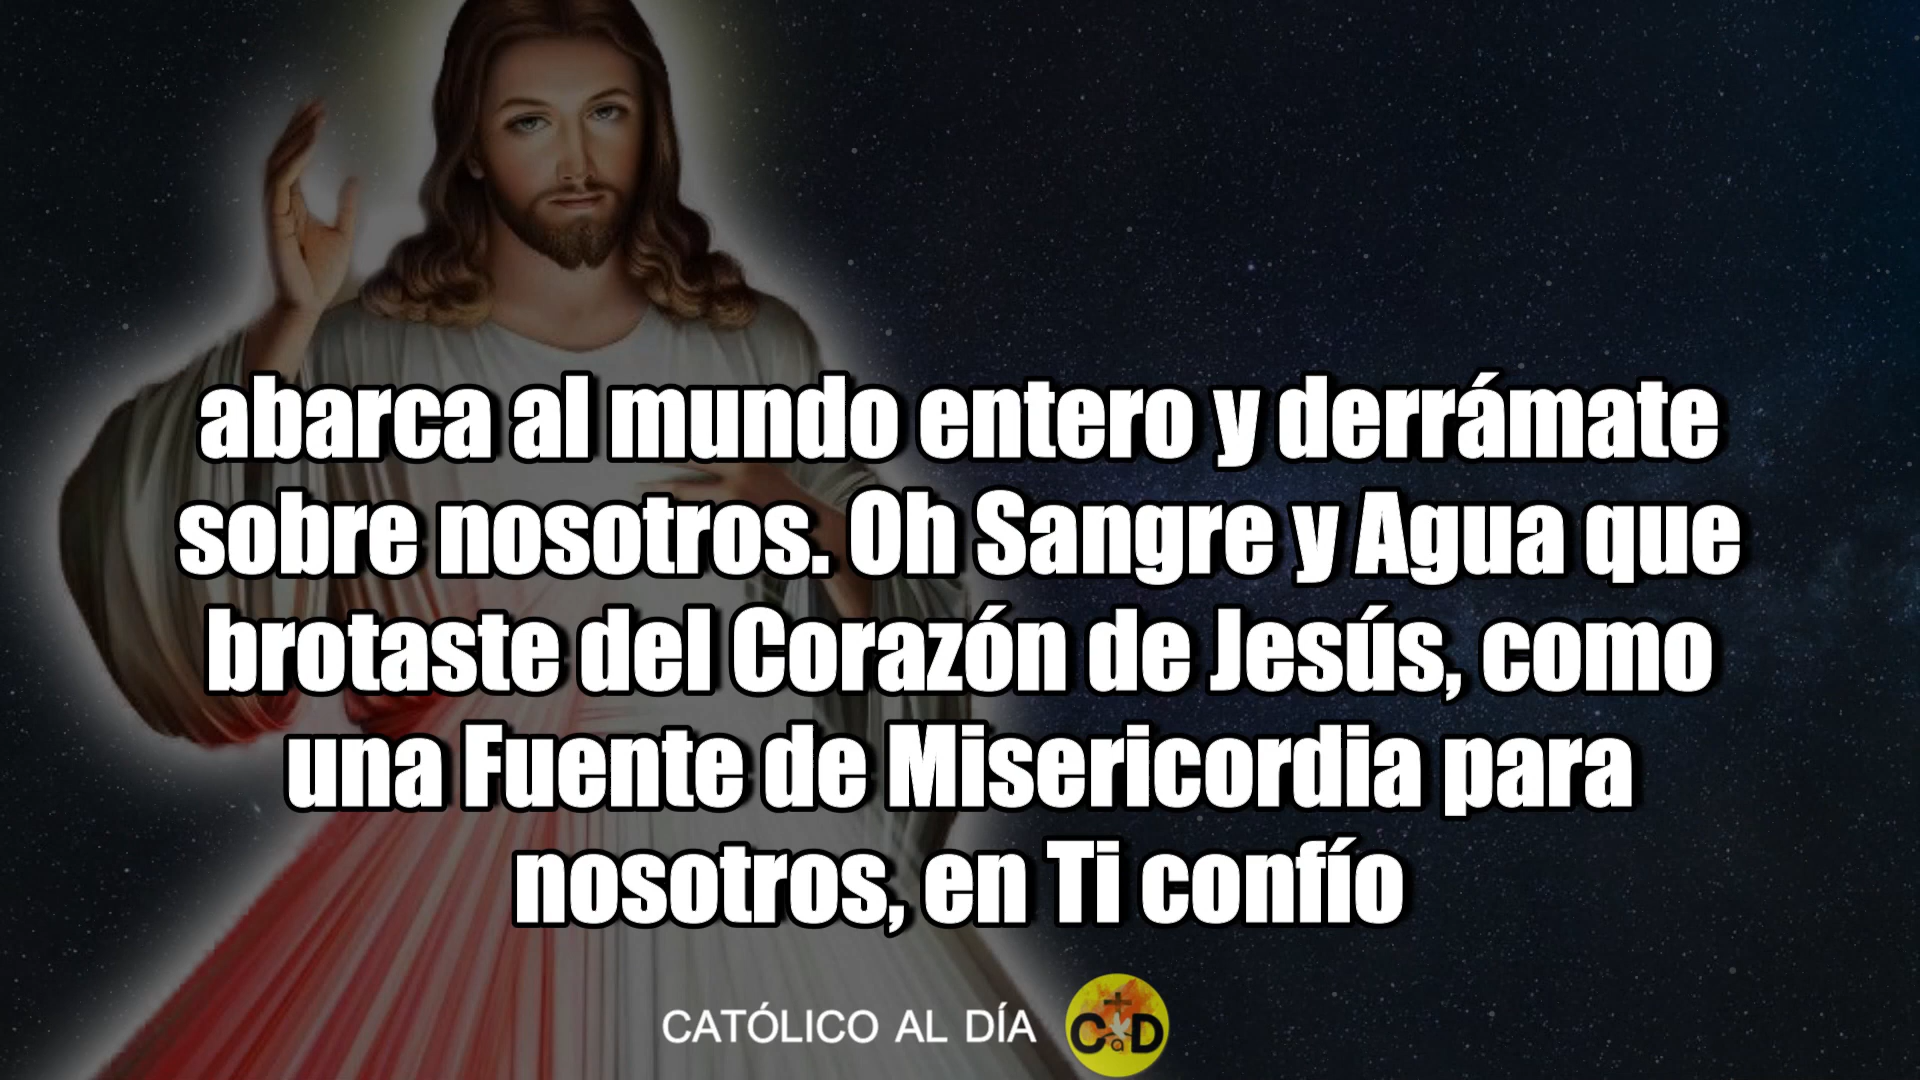 abarca al mundo entero y derrámate
sobre nosotros. Oh Sangre y Agua que
brotaste del Corazón de Jesús, como
una Fuente de Misericordia para
nosotros, en Ti confío
CATÓLICO AL DÍA
CaD